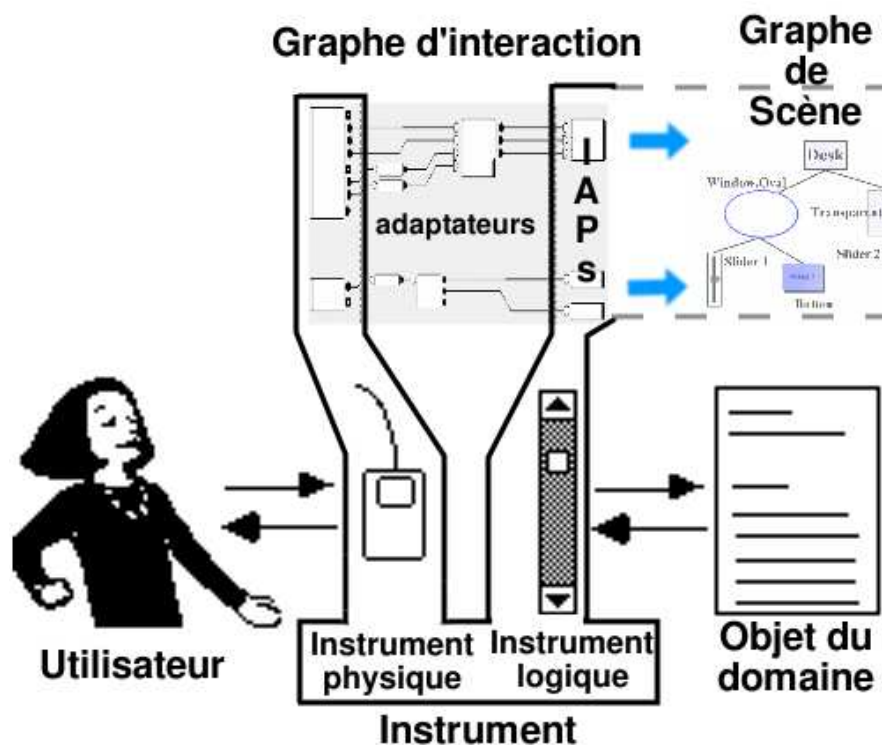 Graphe d'interaction
Graphe
de
Scène
Desk
Window,Oval
adaptateurs
IAPs
Slider 1
Slider 2
Button
Utilisateur
Instrument
physique
Instrument
logique
Objet du
domaine
Instrument